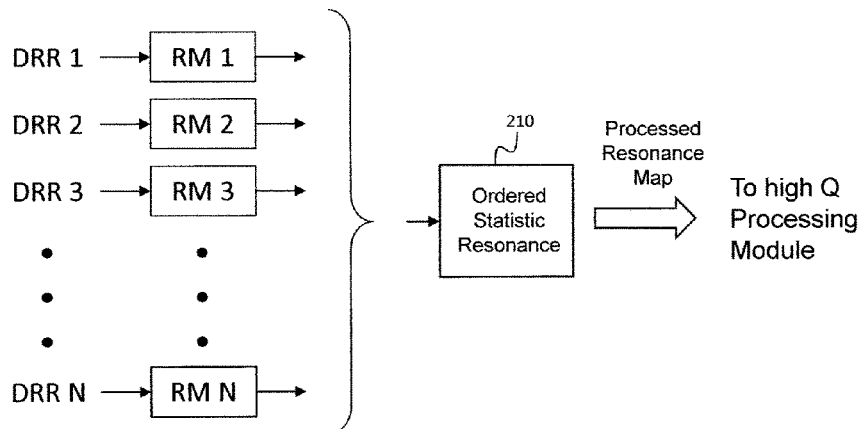 DRR 1
RM 1
DRR 2
RM 2
DRR 3
RM 3
DRR N
RM N
210
Ordered
Statistic
Resonance
Processed
Resonance
Map
To high Q
Processing
Module